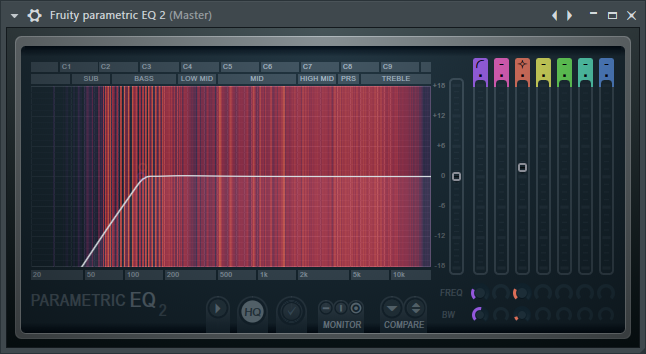 Fruity parametric EQ 2 (Master)
C1 C2 C3 C4 C5 C6 C7 C8 C9
SUB BASS LOW MID MID HIGH MID PRS TREBLE
+18
+12
+6
0
-6
-12
-18
20 50 100 200 500 1k 2k 5k 10k
PARAMETRIC EQ 2
HQ
MONITOR
COMPARE
FREQ
BW